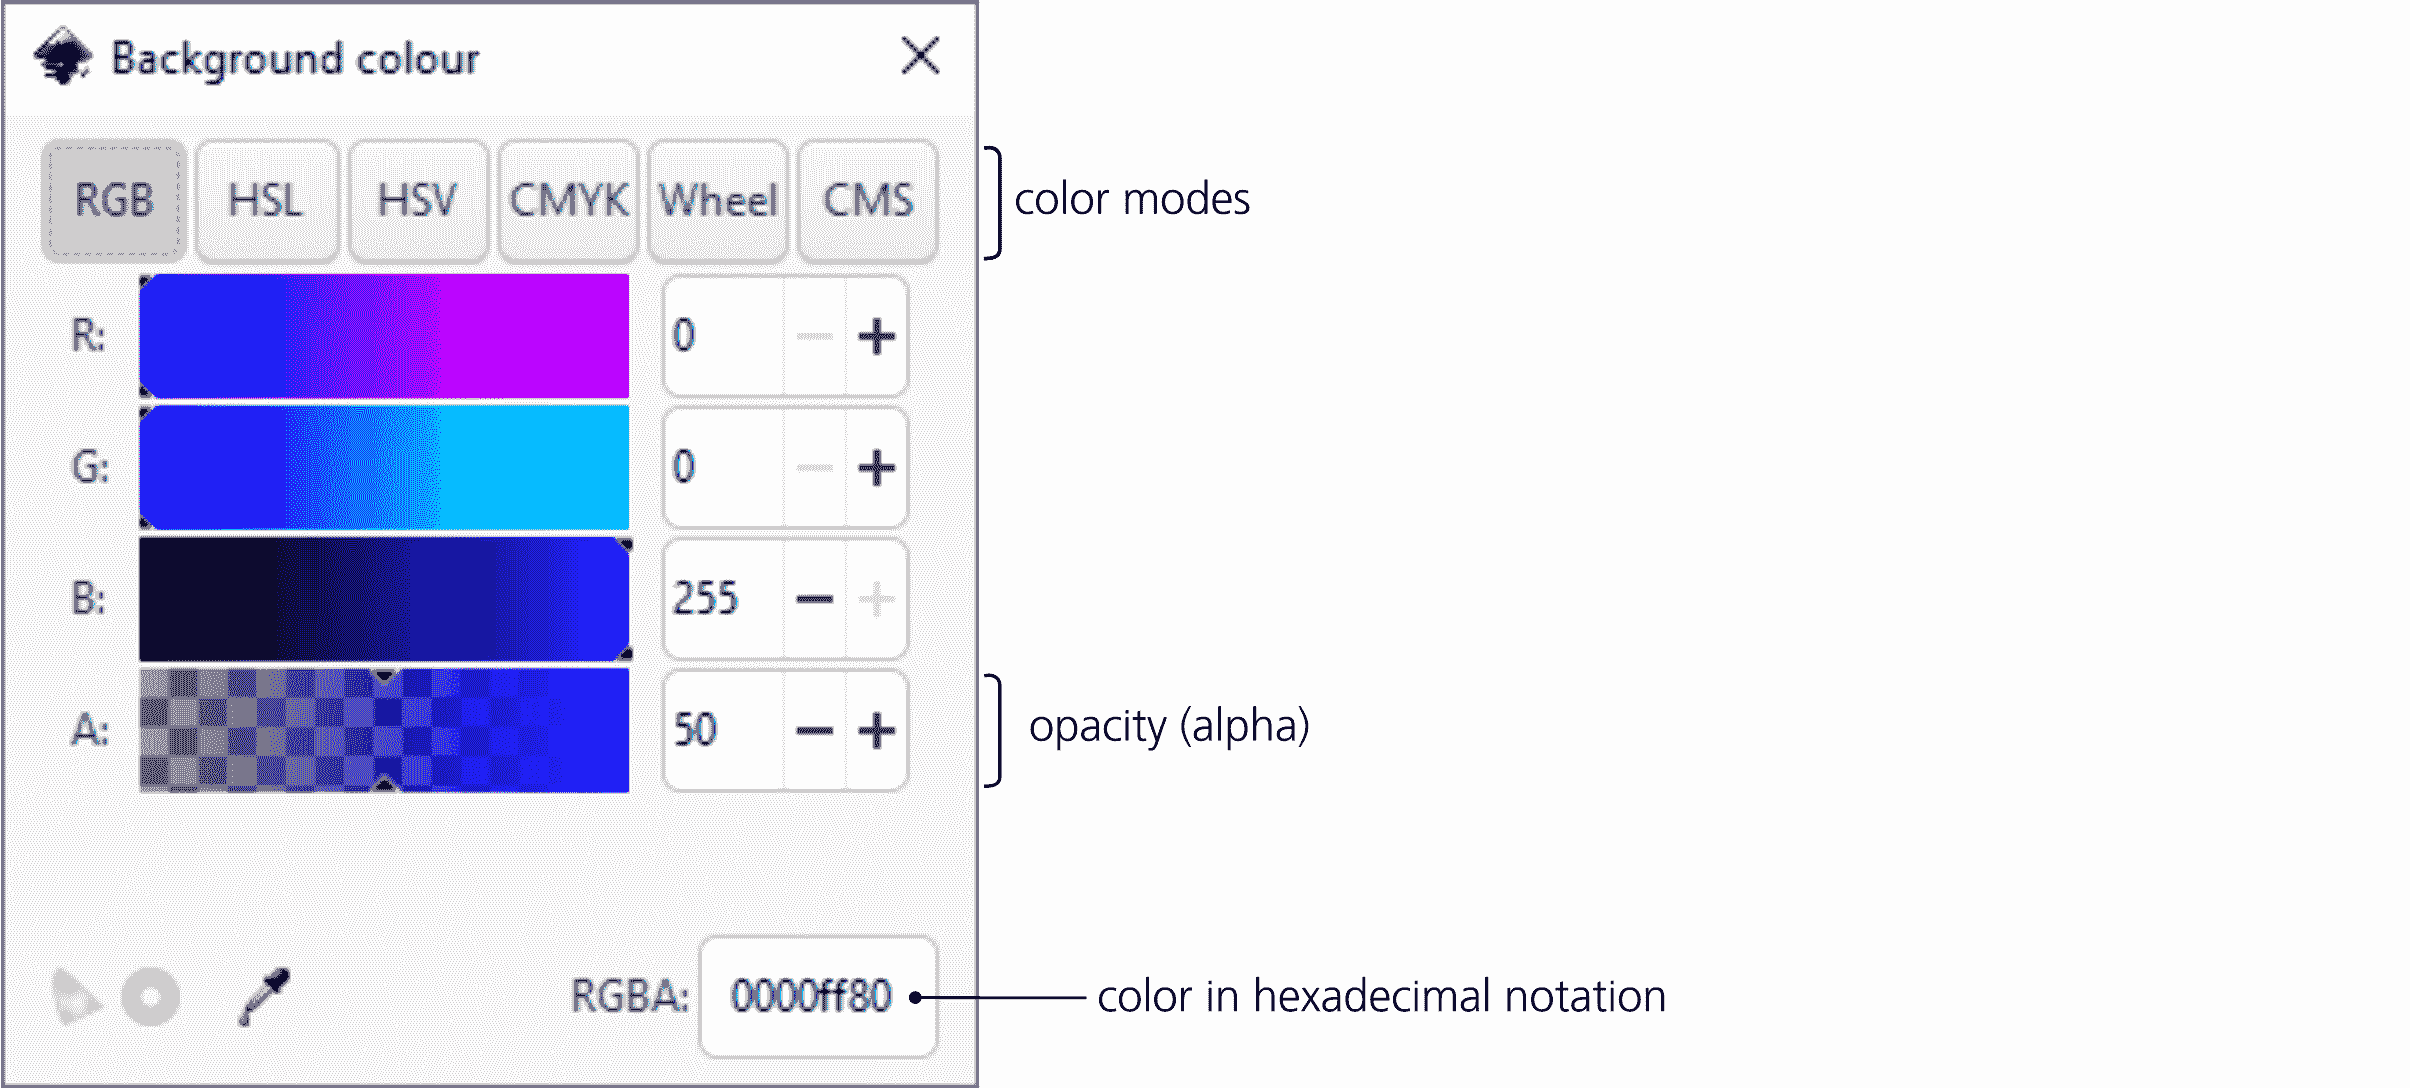 Background colour
RGB HSL HSV CMYK Wheel CMS
color modes
R: 0
G: 0
B: 255
A: 50
opacity (alpha)
RGBA: 0000ff80
color in hexadecimal notation